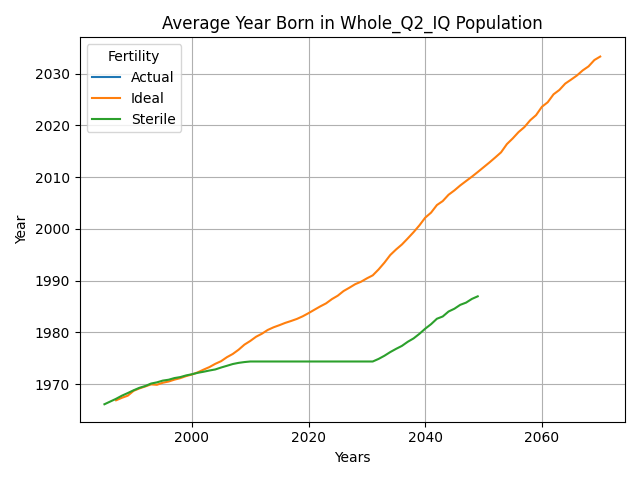 Average Year Born in Whole_Q2_IQ Population
Fertility
Actual
Ideal
Sterile
2030
2020
2010
2000
1990
1980
1970
Year
2000 2020 2040 2060
Years